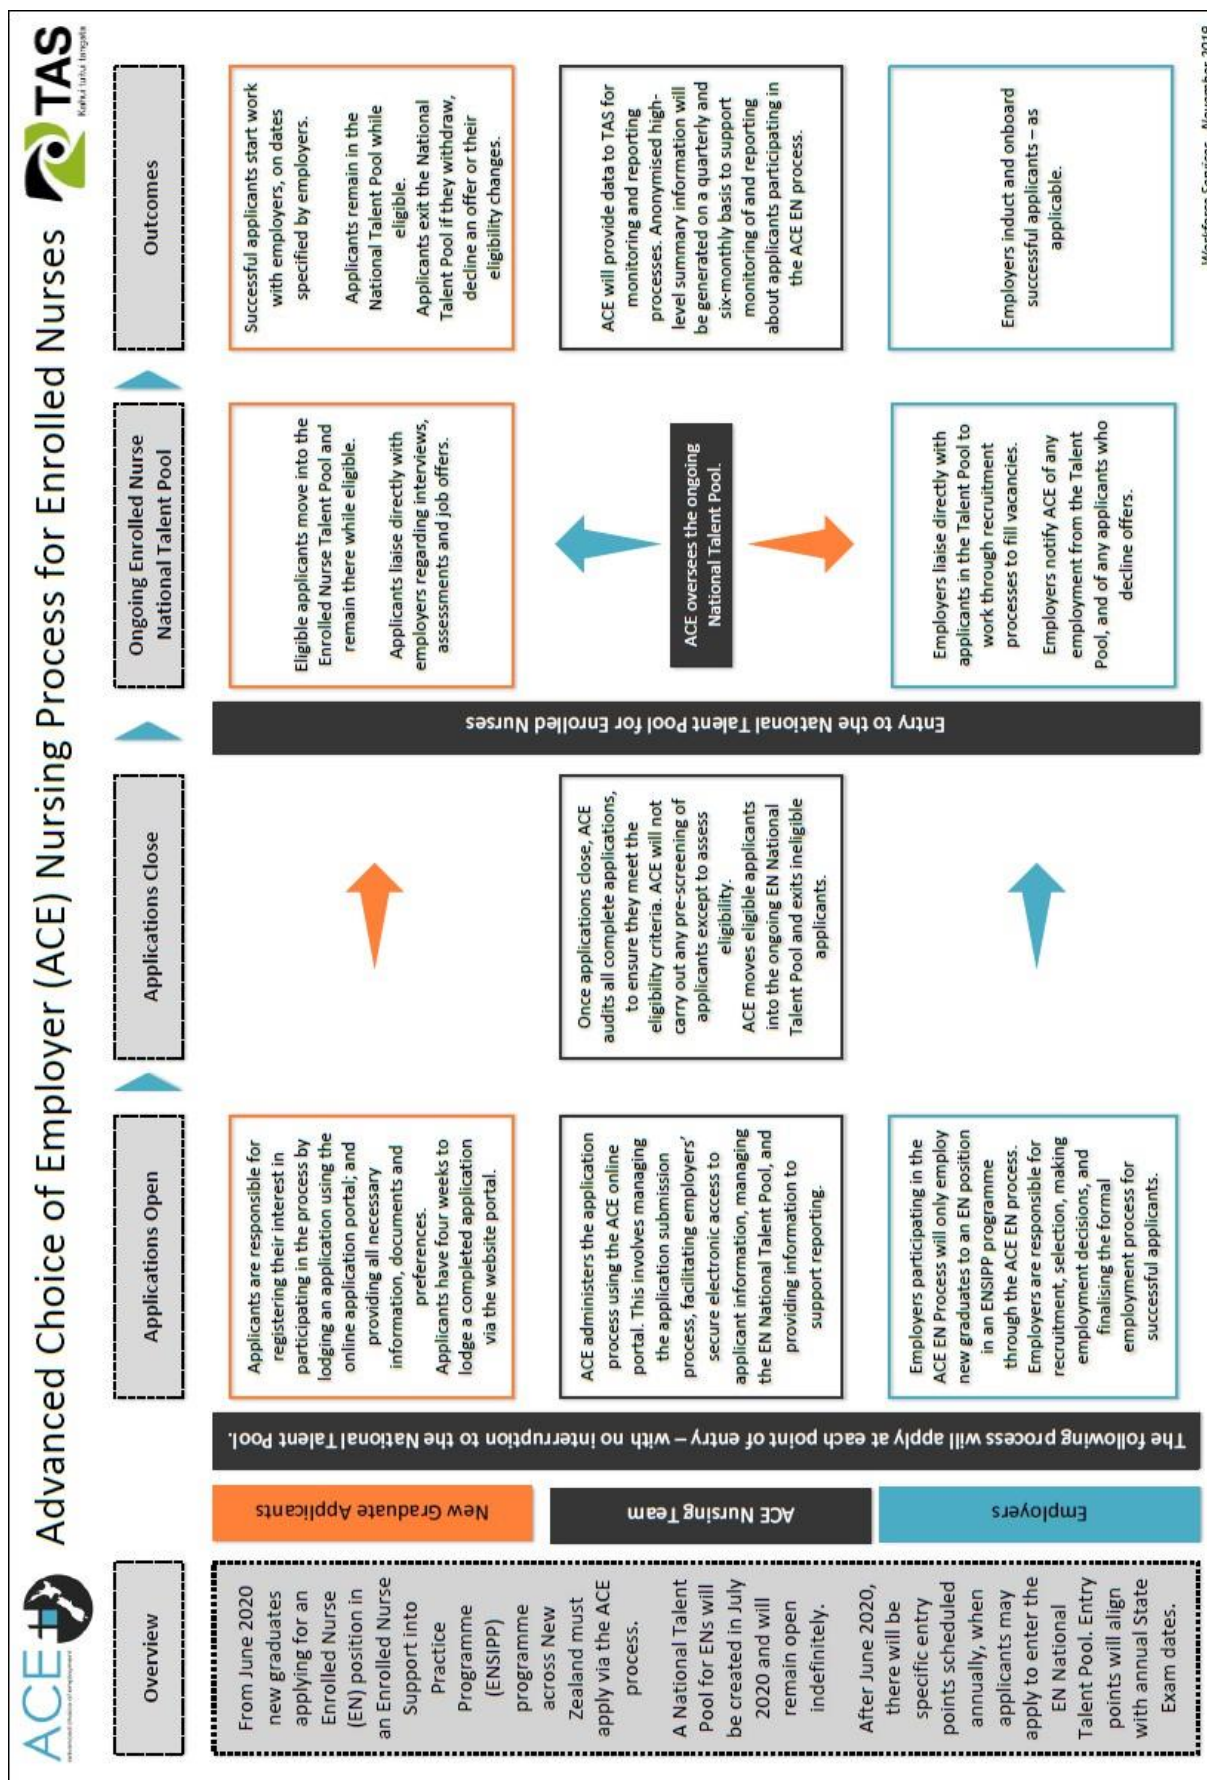 ACE
Advanced Choice of Employer (ACE) Nursing Process for Enrolled Nurses
TAS
Kahui tuitui tangata
Overview
Applications Open
Applications Close
Ongoing Enrolled Nurse
National Talent Pool
Outcomes
From June 2020
new graduates
applying for an
Enrolled Nurse
(EN) position in
an Enrolled Nurse
Support into
Practice
Programme
(ENSIPP)
programme
across New
Zealand must
apply via the ACE
process.
A National Talent
Pool for ENs will
be created in July
2020 and will
remain open
indefinitely.
After June 2020,
there will be
specific entry
points scheduled
annually, when
applicants may
apply to enter the
EN National
Talent Pool. Entry
points will align
with annual State
Exam dates.
New Graduate Applicants
ACE Nursing Team
Employers
The following process will apply at each point of entry – with no interruption to the National Talent Pool.
Applicants are responsible for
registering their interest in
participating in the process by
lodging an application using the
online application portal; and
providing all necessary
information, documents and
preferences.
Applicants have four weeks to
lodge a completed application
via the website portal.
ACE administers the application
process using the ACE online
portal. This involves managing
the application submission
process, facilitating employers'
secure electronic access to
applicant information, managing
the EN National Talent Pool, and
providing information to
support reporting.
Employers participating in the
ACE EN Process will only employ
new graduates to an EN position
in an ENSIPP programme
through the ACE EN process.
Employers are responsible for
recruitment, selection, making
employment decisions, and
finalising the formal
employment process for
successful applicants.
Once applications close, ACE
audits all complete applications,
to ensure they meet the
eligibility criteria. ACE will not
carry out any pre-screening of
applicants except to assess
eligibility.
ACE moves eligible applicants
into the ongoing EN National
Talent Pool and exits ineligible
applicants.
Entry to the National Talent Pool for Enrolled Nurses
Eligible applicants move into the
Enrolled Nurse Talent Pool and
remain there while eligible.
Applicants liaise directly with
employers regarding interviews,
assessments and job offers.
ACE oversees the ongoing
National Talent Pool.
Employers liaise directly with
applicants in the Talent Pool to
work through recruitment
processes to fill vacancies.
Employers notify ACE of any
employment from the Talent
Pool, and of any applicants who
decline offers.
Successful applicants start work
with employers, on dates
specified by employers.
Applicants remain in the
National Talent Pool while
eligible.
Applicants exit the National
Talent Pool if they withdraw,
decline an offer or their
eligibility changes.
ACE will provide data to TAS for
monitoring and reporting
processes. Anonymised high-
level summary information will
be generated on a quarterly and
six-monthly basis to support
monitoring of and reporting
about applicants participating in
the ACE EN process.
Employers induct and onboard
successful applicants – as
applicable.
Workforce Services - November 2019